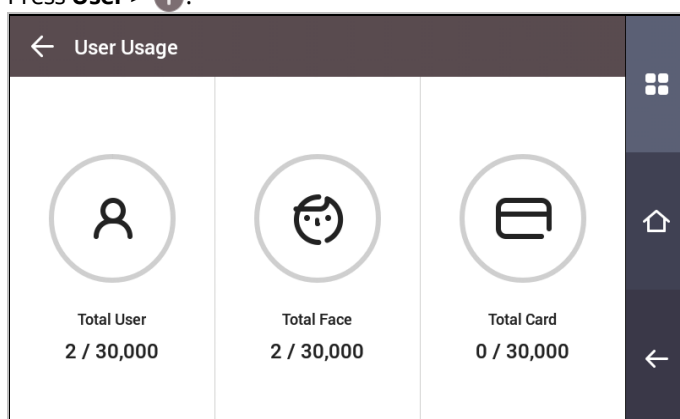 Press User > .
User Usage
Total User
2 / 30,000
Total Face
2 / 30,000
Total Card
0 / 30,000